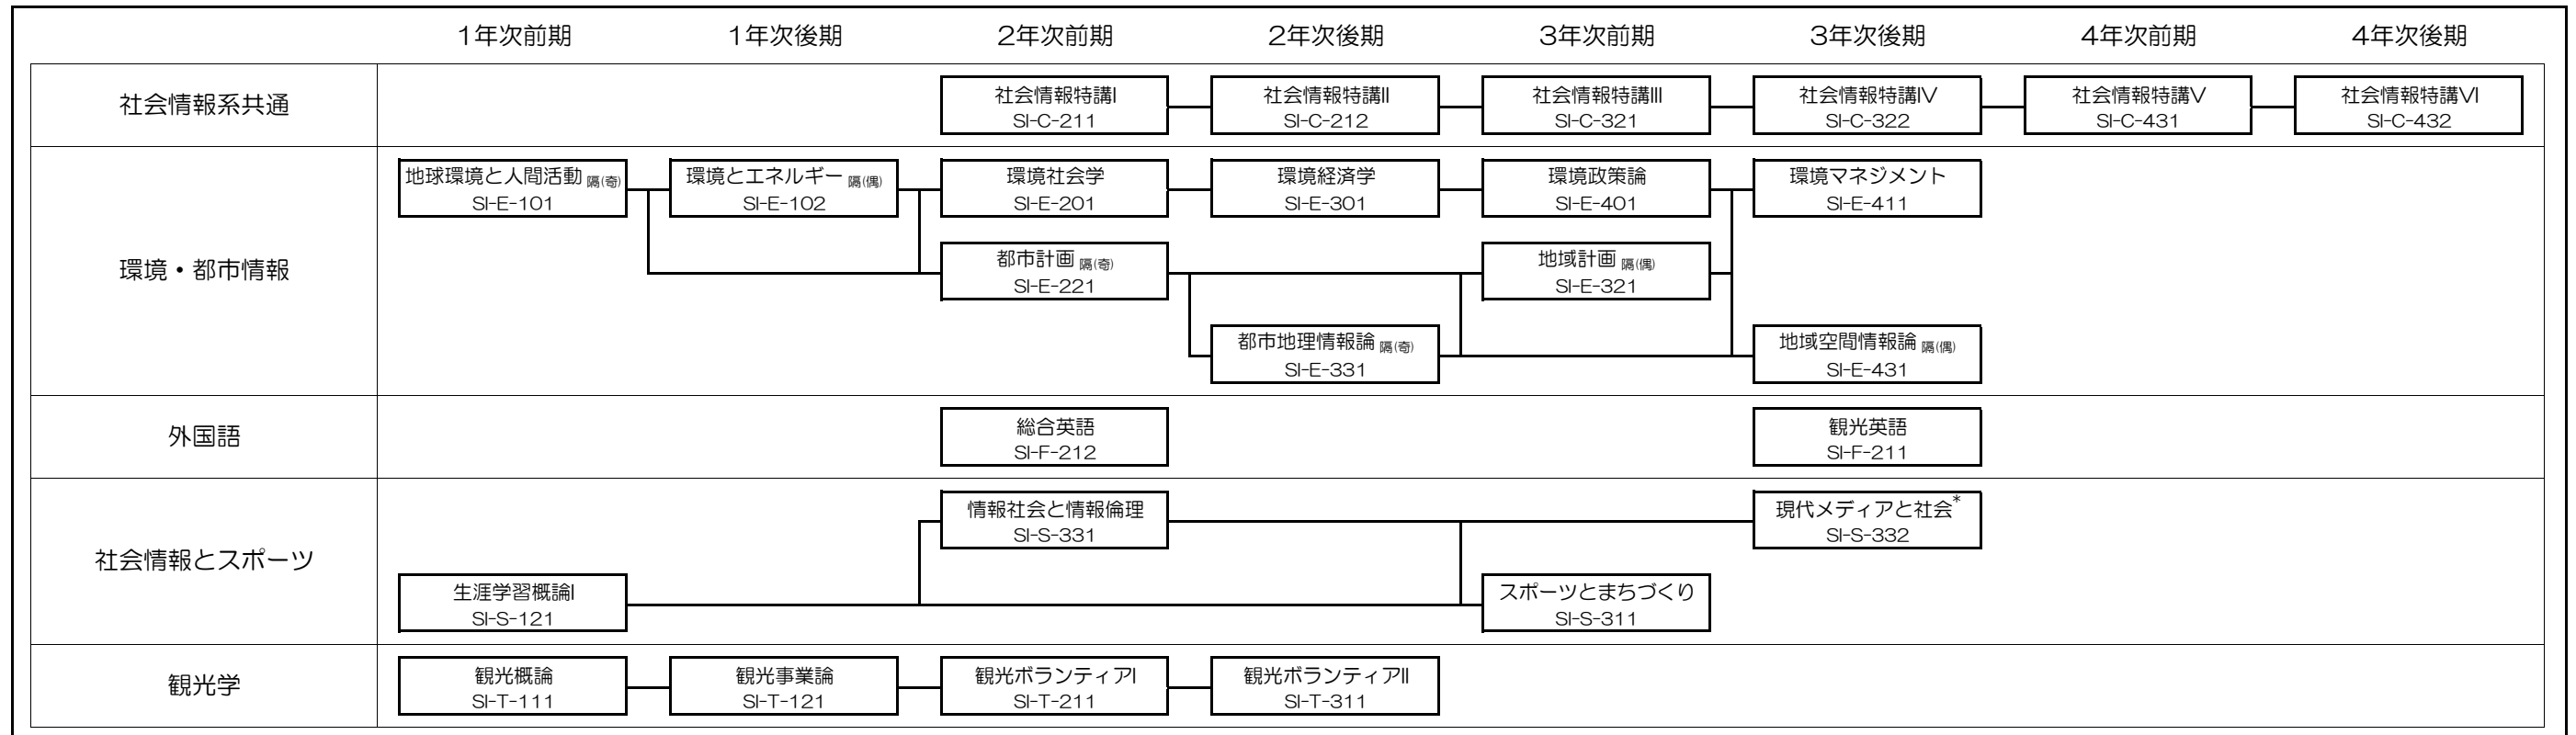 1年次前期 1年次後期 2年次前期 2年次後期 3年次前期 3年次後期 4年次前期 4年次後期
社会情報系共通
社会情報特講I 社会情報特講II 社会情報特講III 社会情報特講IV 社会情報特講V 社会情報特講VI
SI-C-211 SI-C-212 SI-C-321 SI-C-322 SI-C-431 SI-C-432
環境・都市情報
地球環境と人間活動 隔(奇) 環境とエネルギー 隔(偶) 環境社会学 環境経済学 環境政策論 環境マネジメント
SI-E-101 SI-E-102 SI-E-201 SI-E-301 SI-E-401 SI-E-411
都市計画 隔(奇) 地域計画 隔(偶)
SI-E-221 SI-E-321
都市地理情報論 隔(奇) 地域空間情報論 隔(偶)
SI-E-331 SI-E-431
外国語
総合英語 観光英語
SI-F-212 SI-F-211
社会情報とスポーツ
情報社会と情報倫理 現代メディアと社会*
SI-S-331 SI-S-332
生涯学習概論I スポーツとまちづくり
SI-S-121 SI-S-311
観光学
観光概論 観光事業論 観光ボランティアI 観光ボランティアII
SI-T-111 SI-T-121 SI-T-211 SI-T-311